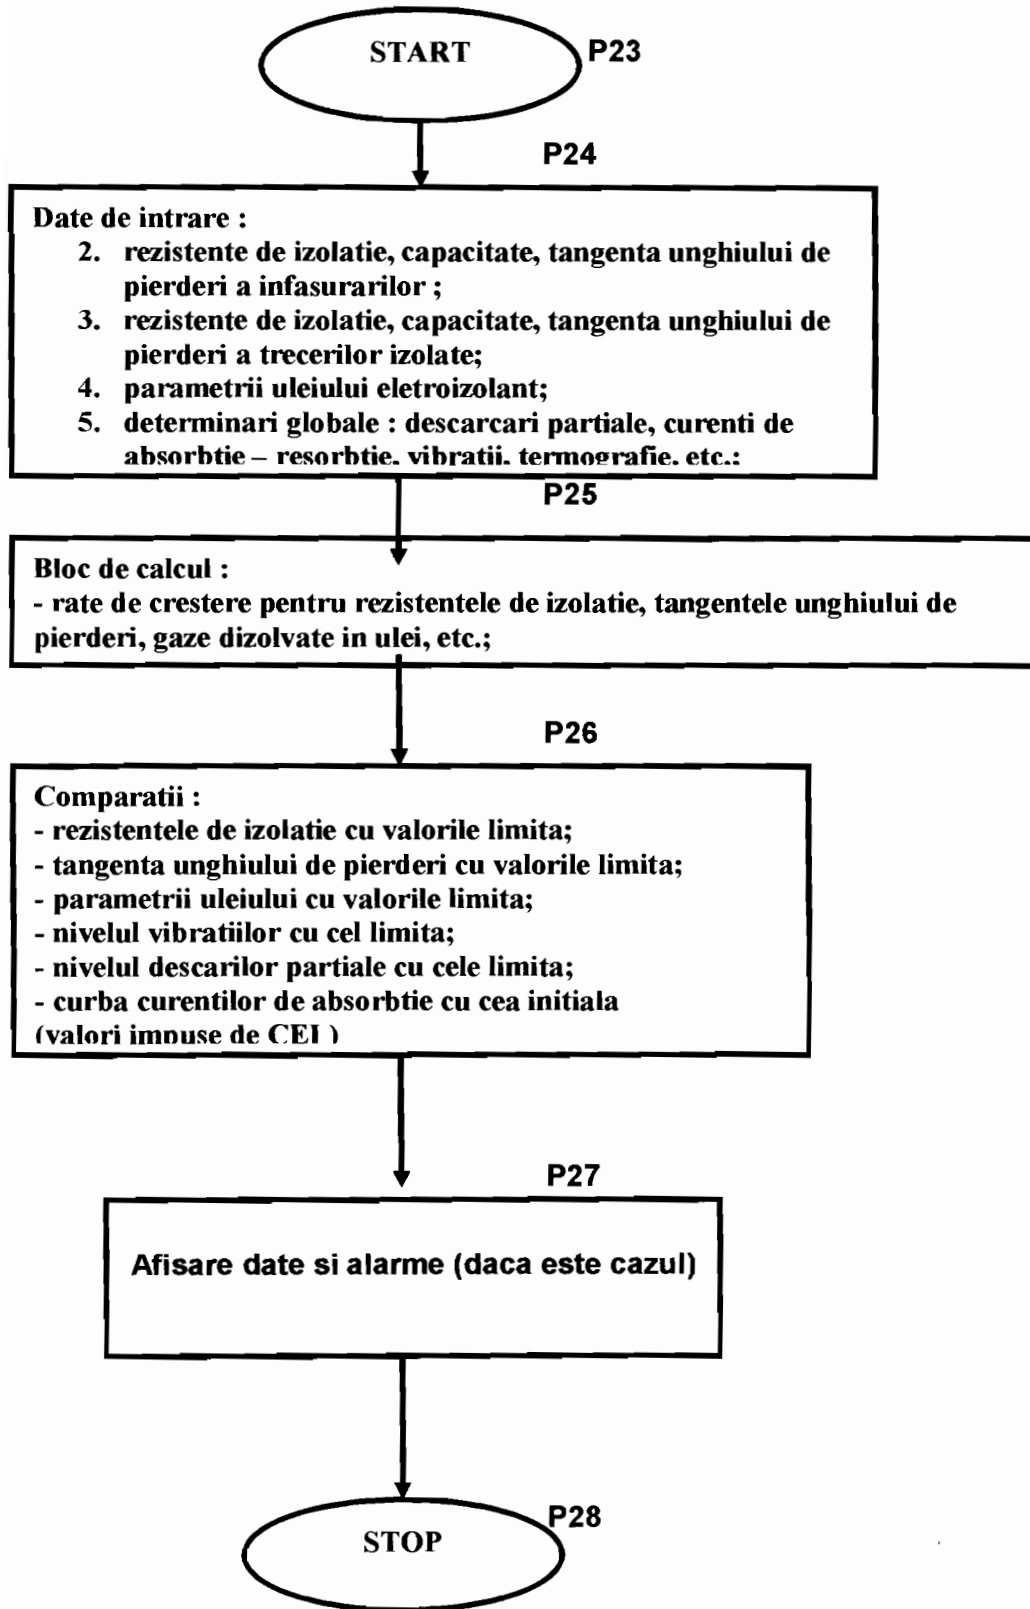 START
P23
P24
Date de intrare :
2. rezistente de izolatie, capacitate, tangenta unghiului de
pierderi a infasurarilor ;
3. rezistente de izolatie, capacitate, tangenta unghiului de
pierderi a trecerilor izolate;
4. parametrii uleiului eletroizolant;
5. determinari globale : descarcari partiale, curenti de
absorbtie – resorbtie, vibratii, termografie, etc.;
P25
Bloc de calcul :
- rate de crestere pentru rezistentele de izolatie, tangentele unghiului de
pierderi, gaze dizolvate in ulei, etc.;
P26
Comparatii :
- rezistentele de izolatie cu valorile limita;
- tangenta unghiului de pierderi cu valorile limita;
- parametrii uleiului cu valorile limita;
- nivelul vibratiilor cu cel limita;
- nivelul descarilor partiale cu cele limita;
- curba curentilor de absorbtie cu cea initiala
(valori impuse de CEI )
P27
Afisare date si alarme (daca este cazul)
P28
STOP